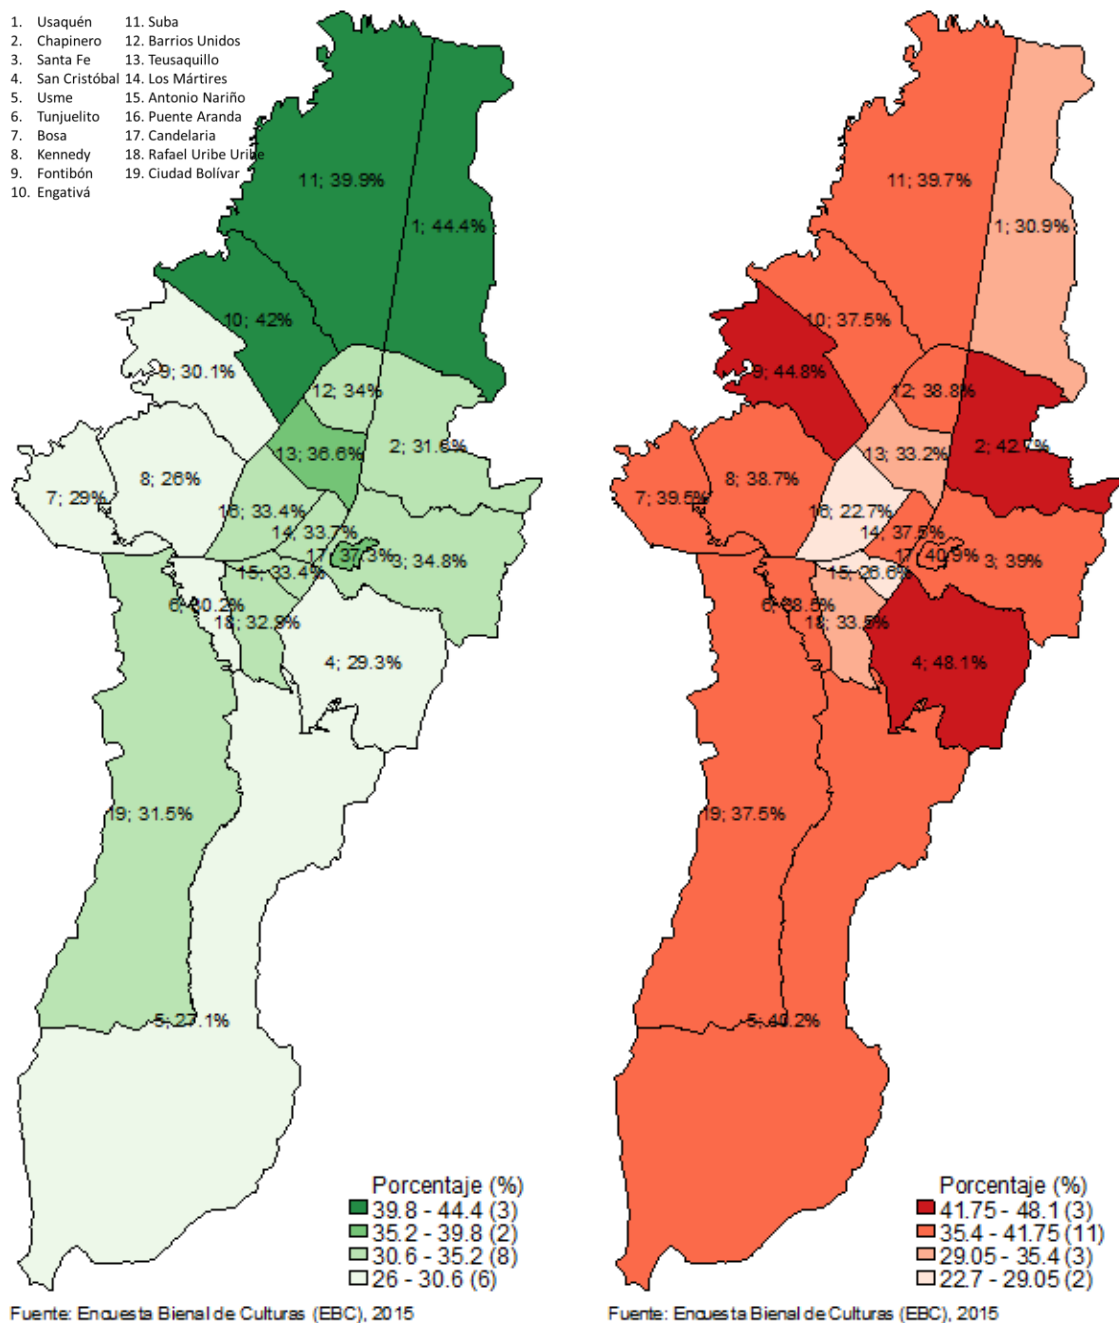 1. Usaquén
2. Chapinero
3. Santa Fe
4. San Cristóbal
5. Usme
6. Tunjuelito
7. Bosa
8. Kennedy
9. Fontibón
10. Engativá
11. Suba
12. Barrios Unidos
13. Teusaquillo
14. Los Mártires
15. Antonio Nariño
16. Puente Aranda
17. Candelaria
18. Rafael Uribe Uribe
19. Ciudad Bolívar
11; 39.9%
1; 44.4%
10; 42%
9; 30.1%
12; 34%
13; 36.6%
2; 31.6%
8; 26%
7; 29%
16; 33.4%
14; 33.7%
17; 37.3%
3; 34.8%
15; 33.4%
6; 30.2%
18; 32.9%
4; 29.3%
19; 31.5%
5; 27.1%
Porcentaje (%)
39.8 - 44.4 (3)
35.2 - 39.8 (2)
30.6 - 35.2 (8)
26 - 30.6 (6)
Fuente: Encuesta Bienal de Culturas (EBC), 2015
11; 39.7%
1; 30.9%
10; 37.5%
9; 44.8%
12; 38.8%
13; 33.2%
2; 42.7%
8; 38.7%
7; 39.5%
16; 22.7%
14; 37.5%
17; 40.9%
3; 39%
15; 26.6%
6; 38.5%
18; 33.5%
4; 48.1%
19; 37.5%
5; 40.2%
Porcentaje (%)
41.75 - 48.1 (3)
35.4 - 41.75 (11)
29.05 - 35.4 (3)
22.7 - 29.05 (2)
Fuente: Encuesta Bienal de Culturas (EBC), 2015